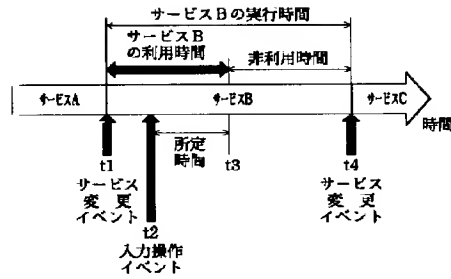 サービスBの実行時間
サービスB
の利用時間
非利用時間
サービスA
サービスB
サービスC
時間
所定
時間
t1
t3
t4
サービス
変 更
イベント
サービス
変 更
イベント
t2
入力操作
イベント